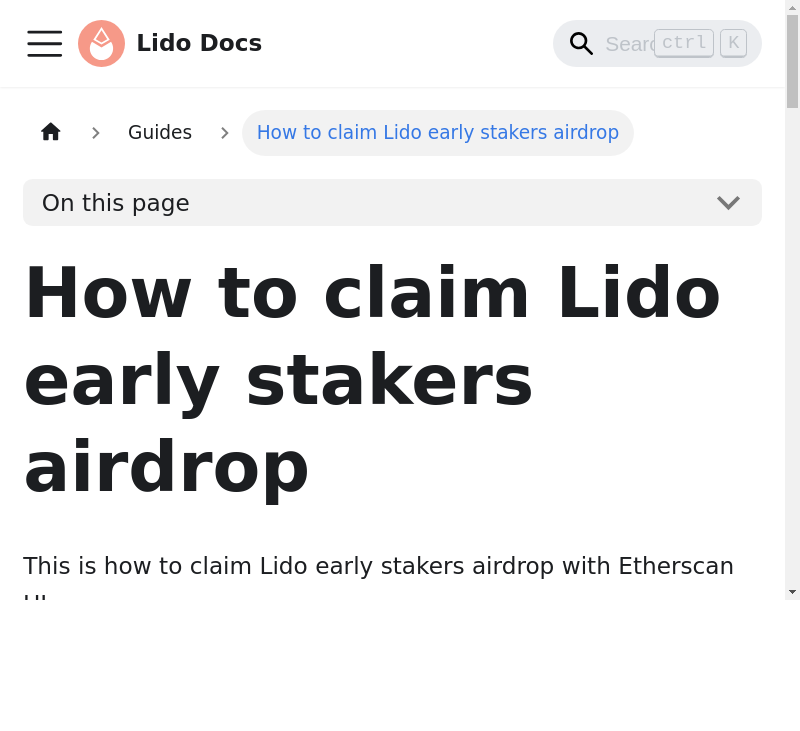 Lido Docs
Searc
ctrl K
Guides
How to claim Lido early stakers airdrop
On this page
How to claim Lido
early stakers
airdrop
This is how to claim Lido early stakers airdrop with Etherscan
UI